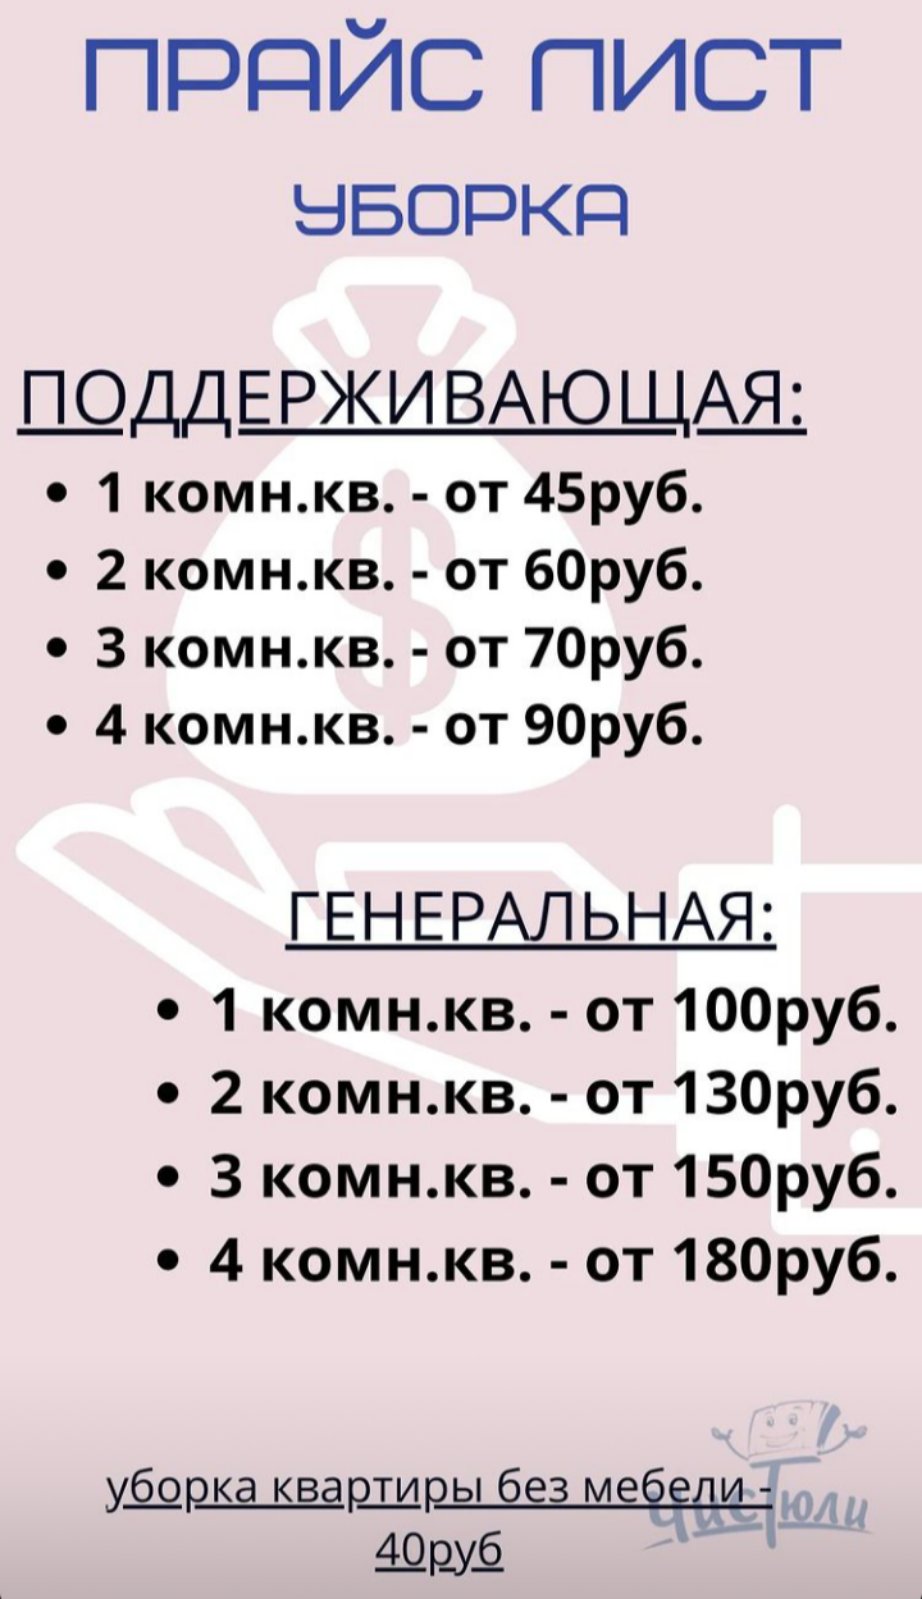 ПРАЙС ЛИСТ
УБОРКА
ПОДДЕРЖИВАЮЩАЯ:
• 1 комн.кв. - от 45руб.
• 2 комн.кв. - от 60руб.
• 3 комн.кв. - от 70руб.
• 4 комн.кв. - от 90руб.
ГЕНЕРАЛЬНАЯ:
• 1 комн.кв. - от 100руб.
• 2 комн.кв. - от 130руб.
• 3 комн.кв. - от 150руб.
• 4 комн.кв. - от 180руб.
уборка квартиры без мебели -
40руб
ЧисТюли